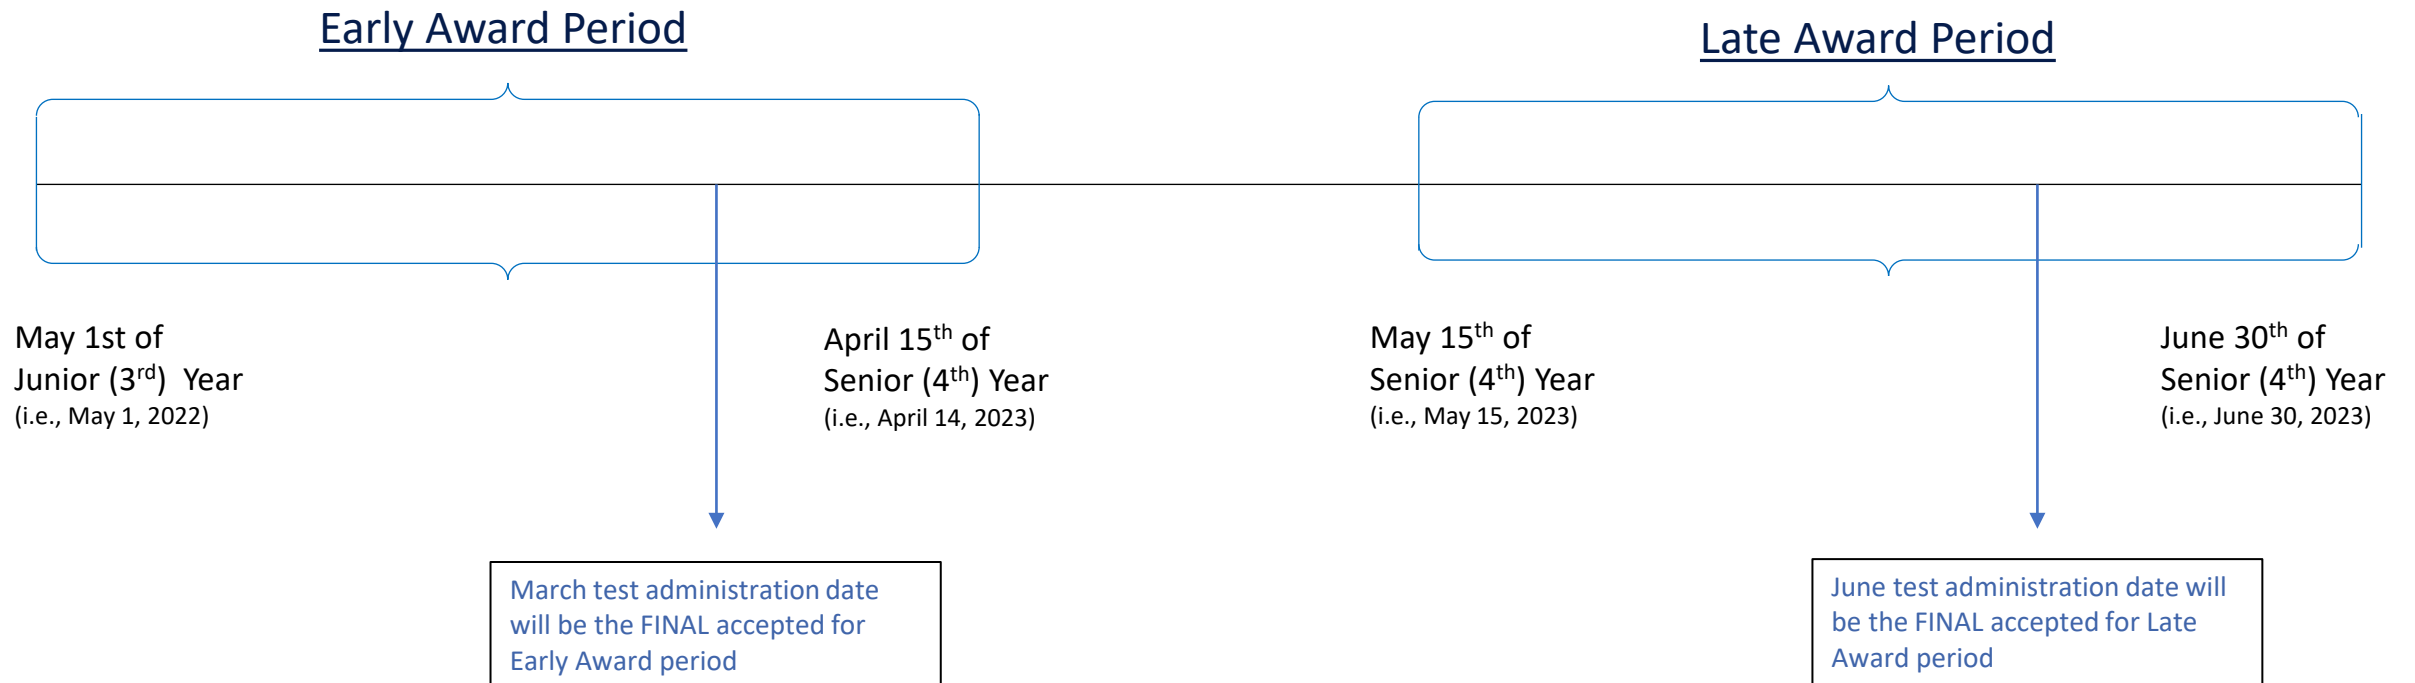 Early Award Period
Late Award Period
May 1st of
Junior (3rd)  Year
(i.e., May 1, 2022)
April 15th of
Senior (4th) Year
(i.e., April 14, 2023)
May 15th of
Senior (4th) Year
(i.e., May 15, 2023)
June 30th of
Senior (4th) Year
(i.e., June 30, 2023)
March test administration date
will be the FINAL accepted for
Early Award period
June test administration date will
be the FINAL accepted for Late
Award period